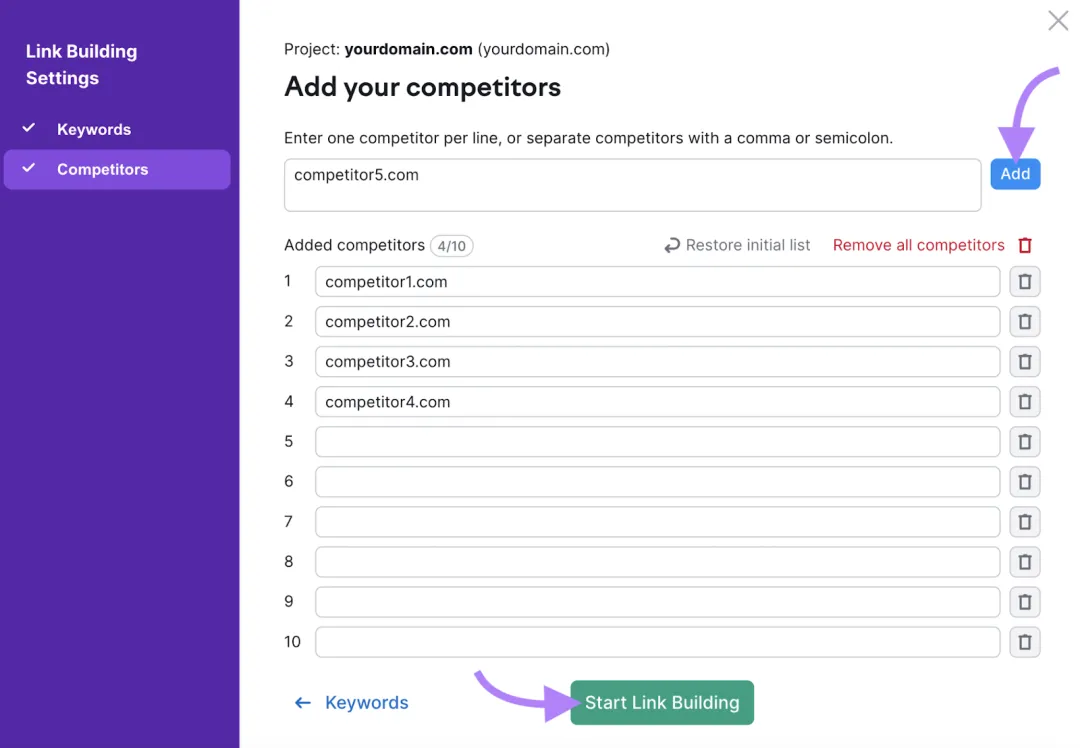 Link Building
Settings
Keywords
Competitors
Project: yourdomain.com (yourdomain.com)
Add your competitors
Enter one competitor per line, or separate competitors with a comma or semicolon.
competitor5.com
Add
Added competitors 4/10 Restore initial list Remove all competitors
1 competitor1.com
2 competitor2.com
3 competitor3.com
4 competitor4.com
5
6
7
8
9
10
Keywords
Start Link Building